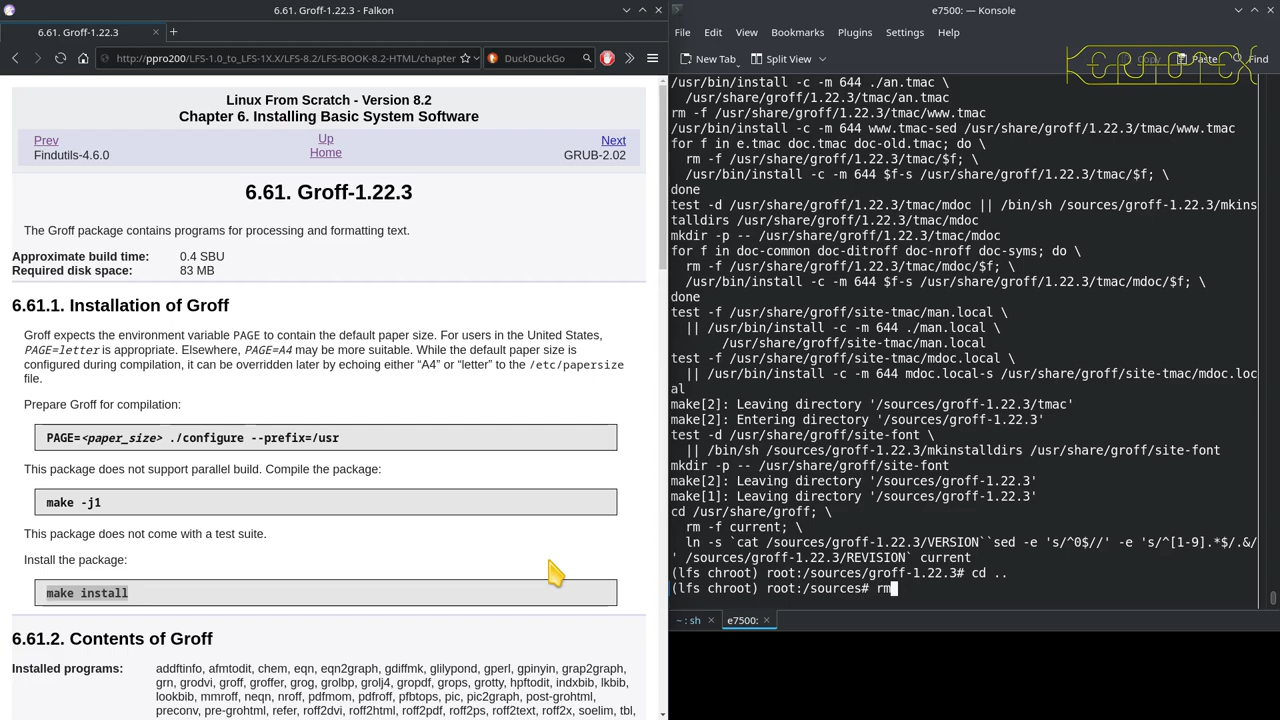 6.61. Groff-1.22.3 - Falkon
6.61. Groff-1.22.3
http://ppro200/LFS-1.0_to_LFS-1X.X/LFS-8.2/LFS-BOOK-8.2-HTML/chapter
DuckDuckGo
Linux From Scratch - Version 8.2
Chapter 6. Installing Basic System Software
Prev
Up
Next
Findutils-4.6.0
Home
GRUB-2.02
6.61. Groff-1.22.3
The Groff package contains programs for processing and formatting text.
Approximate build time: 0.4 SBU
Required disk space: 83 MB
6.61.1. Installation of Groff
Groff expects the environment variable PAGE to contain the default paper size. For users in the United States,
PAGE=letter is appropriate. Elsewhere, PAGE=A4 may be more suitable. While the default paper size is
configured during compilation, it can be overridden later by echoing either “A4” or “letter” to the /etc/papersize
file.
Prepare Groff for compilation:
PAGE=<paper_size> ./configure --prefix=/usr
This package does not support parallel build. Compile the package:
make -j1
This package does not come with a test suite.
Install the package:
make install
6.61.2. Contents of Groff
Installed programs: addftinfo, afmtodit, chem, eqn, eqn2graph, gdiffmk, glilypond, gperl, gpinyin, grap2graph,
grn, grodvi, groff, groffer, grog, grolbp, grolj4, gropdf, grops, grotty, hpftodit, indxbib, lkbib,
lookbib, mmroff, neqn, nroff, pdfmom, pdfroff, pfbtops, pic, pic2graph, post-grohtml,
preconv, pre-grohtml, refer, roff2dvi, roff2html, roff2pdf, roff2ps, roff2text, roff2x, soelim, tbl,
e7500: — Konsole
File Edit View Bookmarks Plugins Settings Help
New Tab Split View Copy Paste Find
/usr/bin/install -c -m 644 ./an.tmac \
/usr/share/groff/1.22.3/tmac/an.tmac
rm -f /usr/share/groff/1.22.3/tmac/www.tmac
/usr/bin/install -c -m 644 www.tmac-sed /usr/share/groff/1.22.3/tmac/www.tmac
for f in e.tmac doc.tmac doc-old.tmac; do \
rm -f /usr/share/groff/1.22.3/tmac/$f; \
/usr/bin/install -c -m 644 $f-s /usr/share/groff/1.22.3/tmac/$f; \
done
test -d /usr/share/groff/1.22.3/tmac/mdoc || /bin/sh /sources/groff-1.22.3/mkins
talldirs /usr/share/groff/1.22.3/tmac/mdoc
mkdir -p -- /usr/share/groff/1.22.3/tmac/mdoc
for f in doc-common doc-ditroff doc-nroff doc-syms; do \
rm -f /usr/share/groff/1.22.3/tmac/mdoc/$f; \
/usr/bin/install -c -m 644 $f-s /usr/share/groff/1.22.3/tmac/mdoc/$f; \
done
test -f /usr/share/groff/site-tmac/man.local \
|| /usr/bin/install -c -m 644 ./man.local \
/usr/share/groff/site-tmac/man.local
test -f /usr/share/groff/site-tmac/mdoc.local \
|| /usr/bin/install -c -m 644 mdoc.local-s /usr/share/groff/site-tmac/mdoc.loc
al
make[2]: Leaving directory '/sources/groff-1.22.3/tmac'
make[2]: Entering directory '/sources/groff-1.22.3'
test -d /usr/share/groff/site-font \
|| /bin/sh /sources/groff-1.22.3/mkinstalldirs /usr/share/groff/site-font
mkdir -p -- /usr/share/groff/site-font
make[2]: Leaving directory '/sources/groff-1.22.3'
make[1]: Leaving directory '/sources/groff-1.22.3'
cd /usr/share/groff; \
rm -f current; \
ln -s `cat /sources/groff-1.22.3/VERSION``sed -e 's/^0$//' -e 's/^[1-9].*$/.&/
' /sources/groff-1.22.3/REVISION` current
(lfs chroot) root:/sources/groff-1.22.3# cd ..
(lfs chroot) root:/sources# rm
~ : sh
e7500: